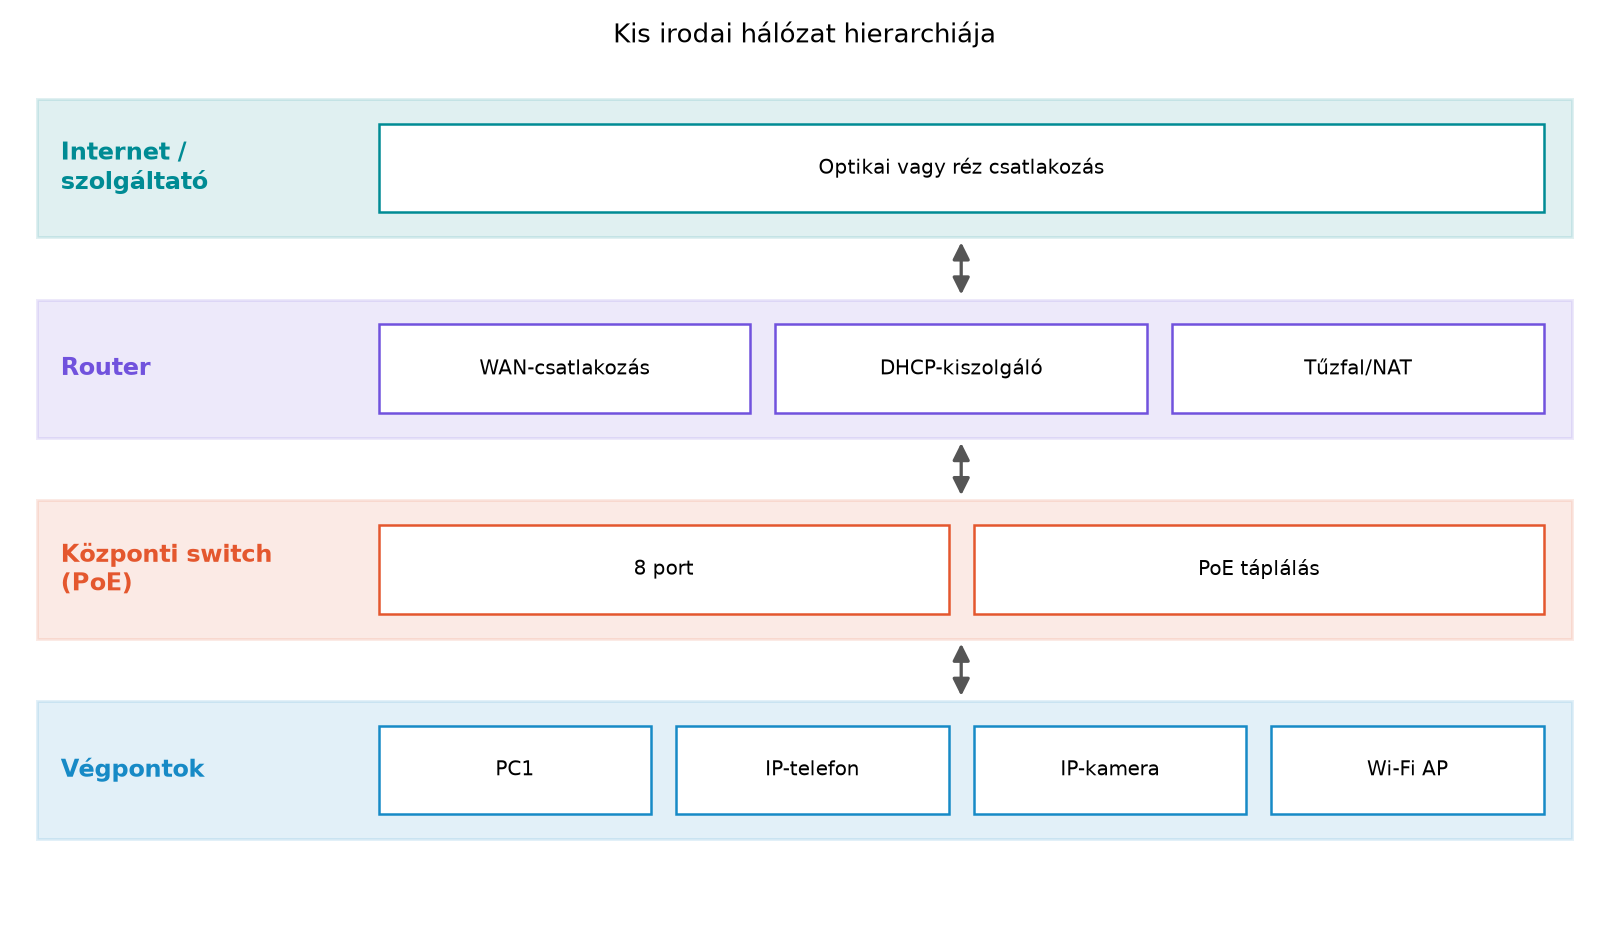 Kis irodai hálózat hierarchiája
Internet /
szolgáltató
Optikai vagy réz csatlakozás
Router
WAN-csatlakozás
DHCP-kiszolgáló
Tűzfal/NAT
Központi switch
(PoE)
8 port
PoE táplálás
Végpontok
PC1
IP-telefon
IP-kamera
Wi-Fi AP